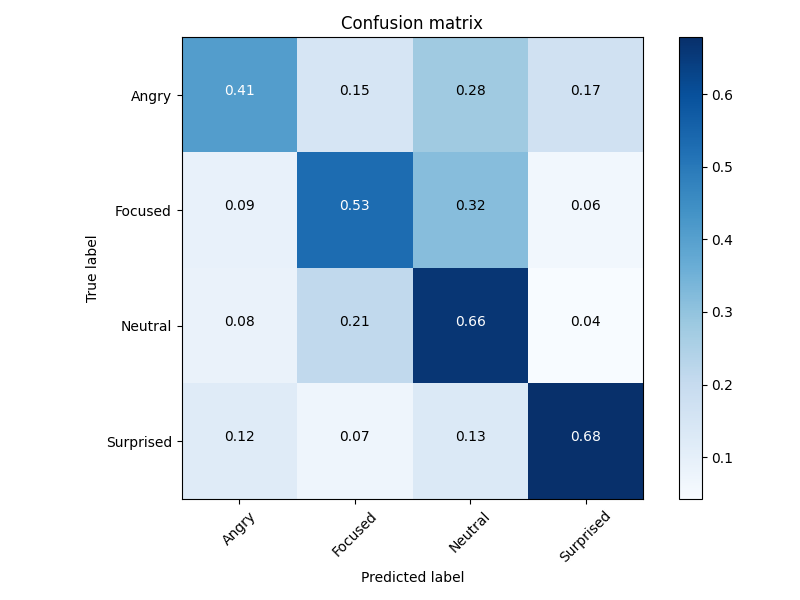 Confusion matrix
Angry 0.41 0.15 0.28 0.17
Focused 0.09 0.53 0.32 0.06
Neutral 0.08 0.21 0.66 0.04
Surprised 0.12 0.07 0.13 0.68
Angry Focused Neutral Surprised
Predicted label
True label
0.6
0.5
0.4
0.3
0.2
0.1